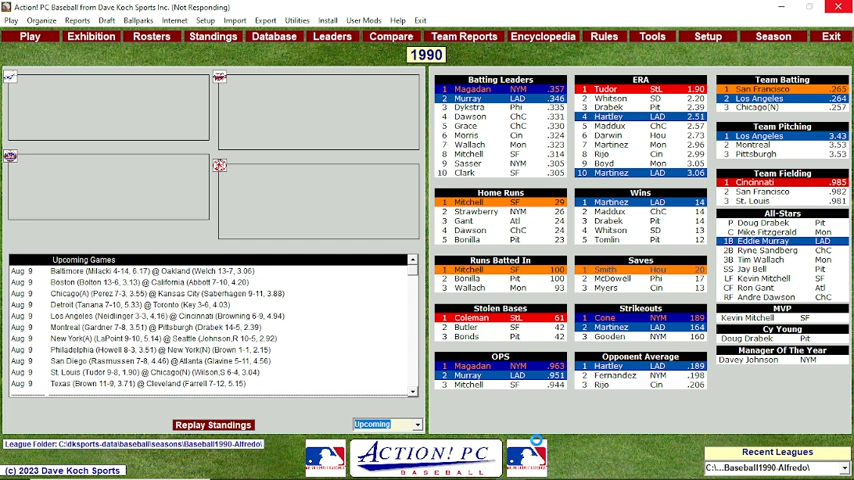 Action! PC Baseball from Dave Koch Sports Inc. (Not Responding)
Play Organize Reports Draft Ballparks Internet Setup Import Export Utilities Install User Mods Help Exit
Play Exhibition Rosters Standings Database Leaders Compare Team Reports Encyclopedia Rules Tools Setup Season Exit
1990
Upcoming Games
Aug 9 Baltimore (Milacki 4-14, 6.17) @ Oakland (Welch 13-7, 3.06)
Aug 9 Boston (Bolton 13-6, 3.13) @ California (Abbott 7-10, 4.20)
Aug 9 Chicago(A) (Perez 7-3, 3.55) @ Kansas City (Saberhagen 9-11, 3.88)
Aug 9 Detroit (Tanana 7-10, 5.33) @ Toronto (Key 3-6, 4.03)
Aug 9 Los Angeles (Neidlinger 3-3, 4.16) @ Cincinnati (Browning 6-9, 4.94)
Aug 9 Montreal (Gardner 7-8, 3.51) @ Pittsburgh (Drabek 14-5, 2.39)
Aug 9 New York(A) (LaPoint 9-10, 5.14) @ Seattle (Johnson,R 10-5, 2.92)
Aug 9 Philadelphia (Howell 8-3, 3.51) @ New York(N) (Brown 1-1, 2.15)
Aug 9 San Diego (Rasmussen 7-8, 4.46) @ Atlanta (Glavine 5-11, 4.56)
Aug 9 St. Louis (Tudor 9-8, 1.90) @ Chicago(N) (Wilson,S 6-4, 3.04)
Aug 9 Texas (Brown 11-9, 3.71) @ Cleveland (Farrell 7-12, 5.15)
Replay Standings
Upcoming
League Folder: C:\dksports-data\baseball\seasons\Baseball1990-Alfredo\
(c) 2023 Dave Koch Sports
ACTION! PC
BASEBALL
Batting Leaders
1 Magadan NYM .357
2 Murray LAD .346
3 Dykstra Phi .335
4 Dawson ChC .331
5 Grace ChC .330
6 Morris Cin .324
7 Wallach Mon .323
8 Mitchell SF .314
9 Sasser NYM .305
10 Clark SF .305
Home Runs
1 Mitchell SF 29
2 Strawberry NYM 26
3 Gant Atl 24
4 Dawson ChC 24
5 Bonilla Pit 23
Runs Batted In
1 Mitchell SF 100
2 Bonilla Pit 100
3 Wallach Mon 93
Stolen Bases
1 Coleman StL 61
2 Butler SF 42
3 Bonds Pit 42
OPS
1 Magadan NYM .963
2 Murray LAD .951
3 Mitchell SF .944
ERA
1 Tudor StL 1.90
2 Whitson SD 2.20
3 Drabek Pit 2.39
4 Hartley LAD 2.51
5 Maddux ChC 2.57
6 Darwin Hou 2.73
7 Martinez Mon 2.96
8 Rijo Cin 2.99
9 Boyd Mon 3.05
10 Martinez LAD 3.06
Wins
1 Martinez LAD 14
2 Maddux ChC 14
3 Drabek Pit 14
4 Whitson SD 13
5 Tomlin Pit 12
Saves
1 Smith Hou 20
2 McDowell Phi 17
3 Myers Cin 13
Strikeouts
1 Cone NYM 189
2 Martinez LAD 164
3 Gooden NYM 160
Opponent Average
1 Hartley LAD .189
2 Fernandez NYM .198
3 Rijo Cin .206
Team Batting
1 San Francisco .265
2 Los Angeles .264
3 Chicago(N) .257
Team Pitching
1 Los Angeles 3.43
2 Montreal 3.53
3 Pittsburgh 3.53
Team Fielding
1 Cincinnati .985
2 San Francisco .982
3 St. Louis .981
All-Stars
P Doug Drabek Pit
C Mike Fitzgerald Mon
1B Eddie Murray LAD
2B Ryne Sandberg ChC
3B Tim Wallach Mon
SS Jay Bell Pit
LF Kevin Mitchell SF
CF Ron Gant Atl
RF Andre Dawson ChC
MVP
Kevin Mitchell SF
Cy Young
Doug Drabek Pit
Manager Of The Year
Davey Johnson NYM
Recent Leagues
C:\...Baseball1990-Alfredo\